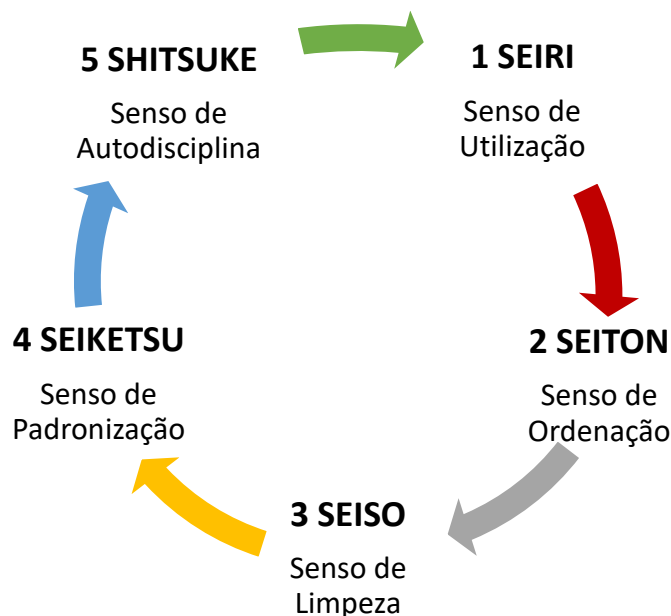 1 SEIRI
Senso de
Utilização
2 SEITON
Senso de
Ordenação
3 SEISO
Senso de
Limpeza
4 SEIKETSU
Senso de
Padronização
5 SHITSUKE
Senso de
Autodisciplina